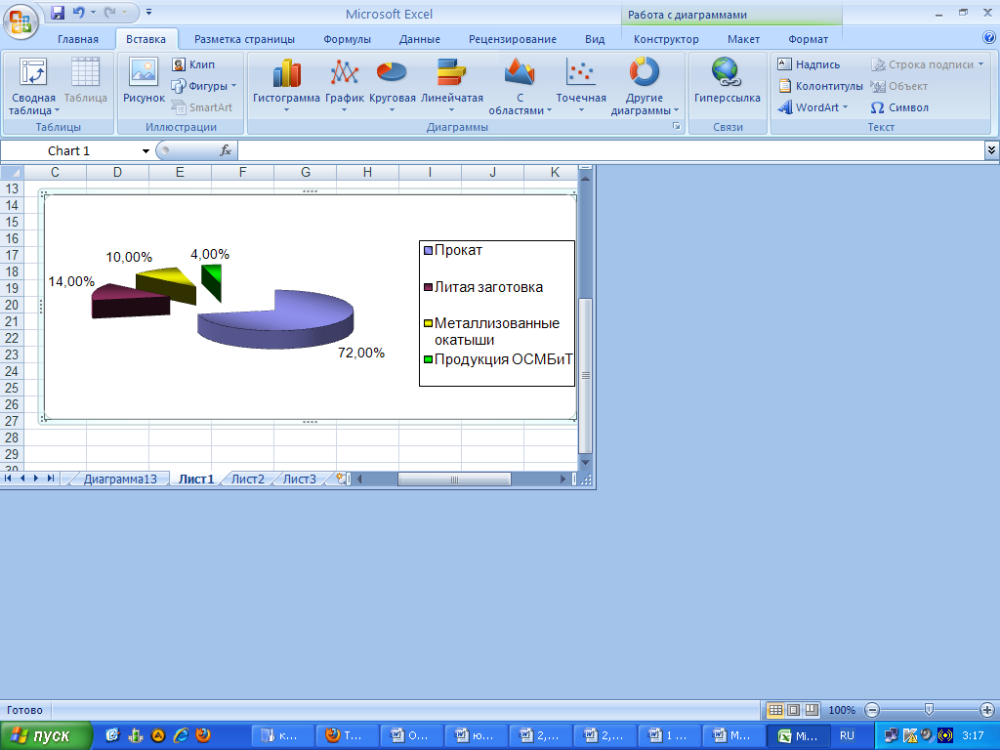 Microsoft Excel
Работа с диаграммами
Главная
Вставка
Разметка страницы
Формулы
Данные
Рецензирование
Вид
Конструктор
Макет
Формат
Сводная
таблица
Таблица
Таблицы
Рисунок
Клип
Фигуры
SmartArt
Иллюстрации
Гистограмма
График
Круговая
Линейчатая
С
областями
Точечная
Другие
диаграммы
Диаграммы
Гиперссылка
Связи
Надпись
Колонтитулы
WordArt
Строка подписи
Объект
Символ
Текст
Chart 1
fx
C D E F G H I J K
13
14
15
16
17
18
19
20
21
22
23
24
25
26
27
28
29
30
14,00%
10,00%
4,00%
72,00%
Прокат
Литая заготовка
Металлизованные
окатыши
Продукция ОСМБиТ
Диаграмма13
Лист1
Лист2
Лист3
Готово
100%
пуск
к...
Т...
О...
ю...
2,...
2,...
1 ...
М...
Mi...
RU
3:17